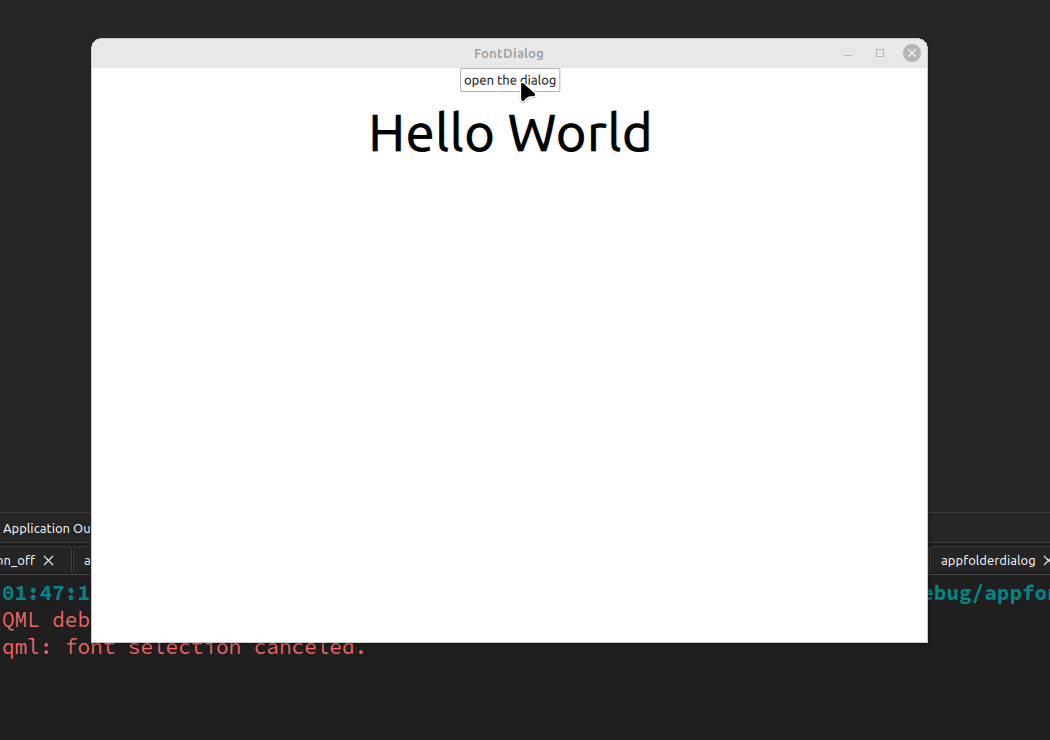 FontDialog
open the dialog
Hello World
Application Ou
on_off
a
appfolderdialog
01:47:1
ebug/appfo
QML deb
qml: font selection canceled.